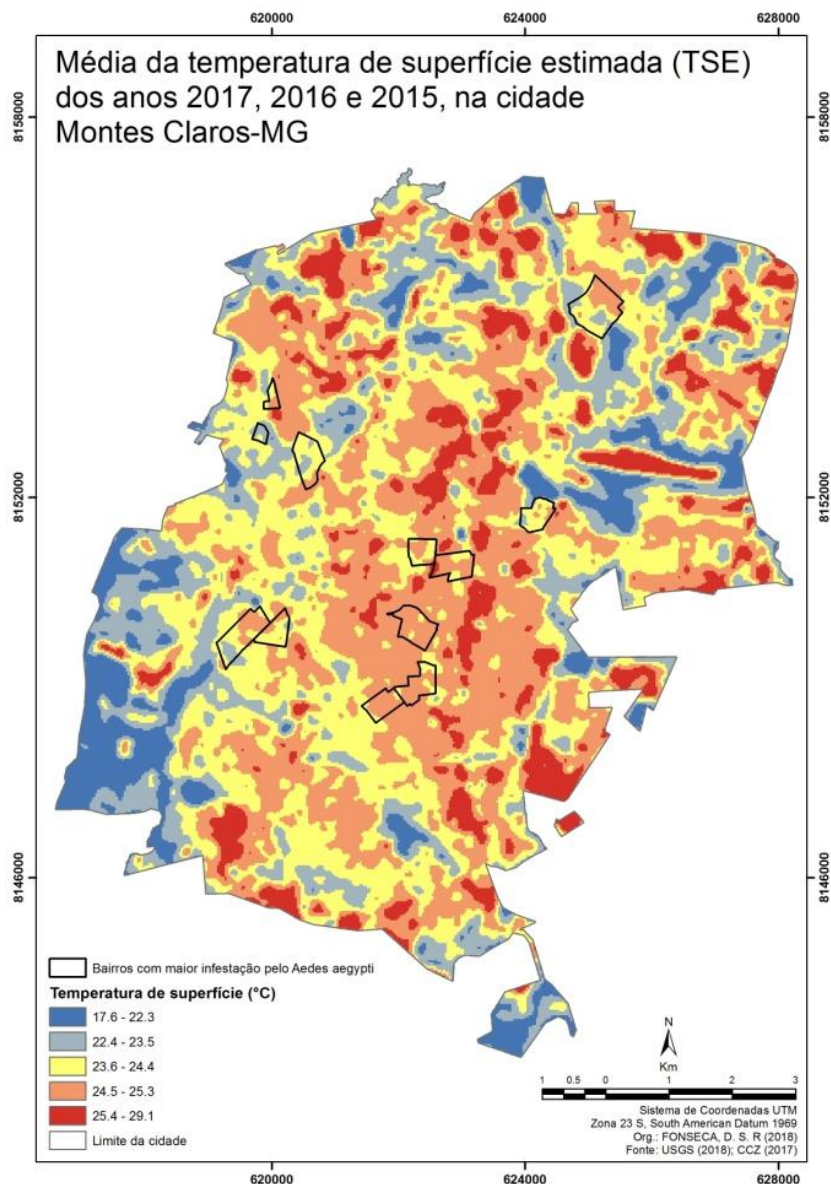 620000 624000 628000
Média da temperatura de superfície estimada (TSE)
dos anos 2017, 2016 e 2015, na cidade
Montes Claros-MG
8158000 8158000
8152000 8152000
8146000 8146000
Bairros com maior infestação pelo Aedes aegypti
Temperatura de superfície (°C)
17.6 - 22.3
22.4 - 23.5
23.6 - 24.4
24.5 - 25.3
25.4 - 29.1
Limite da cidade
N
Km
1 0.5 0 1 2 3
Sistema de Coordenadas UTM
Zona 23 S, South American Datum 1969
Org.: FONSECA, D. S. R (2018)
Fonte: USGS (2018); CCZ (2017)
620000 624000 628000